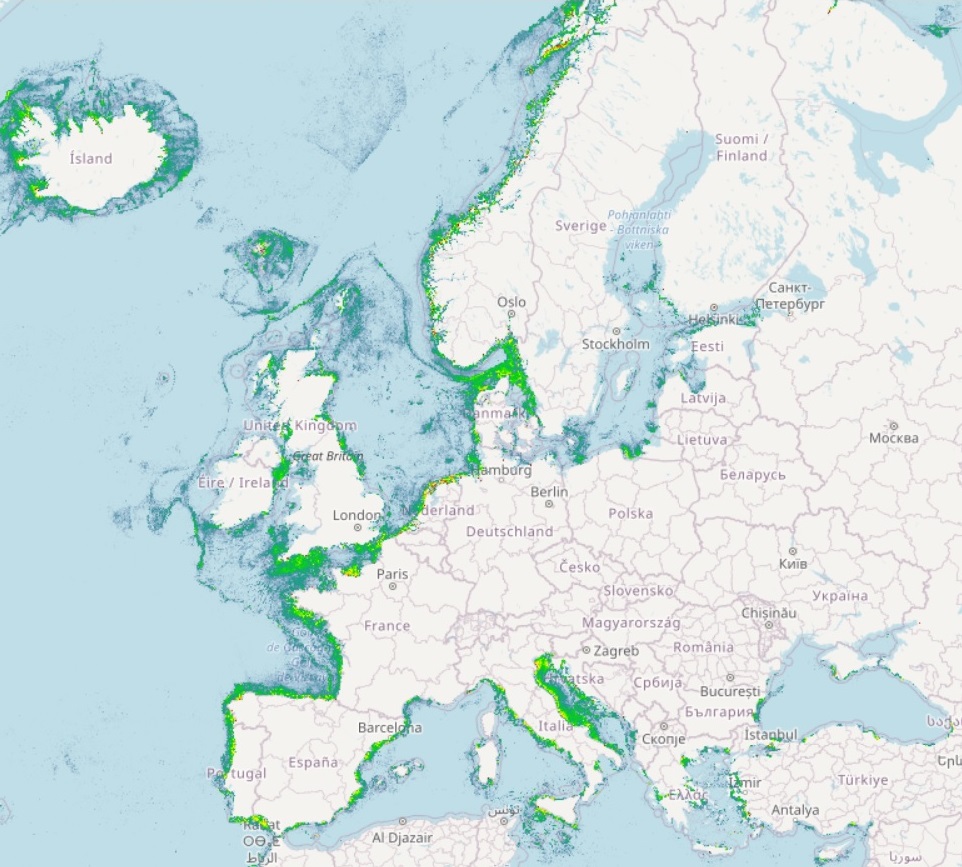 Suomi /
Finland
Ísland
Pohjanlahti
- Bottniska
viken
Sverige
Санкт-
Петербург
Oslo
Helsinki
Stockholm
Eesti
Latvija
Danmark
United Kingdom
Москва
Lietuva
Great Britain
Hamburg
Беларусь
Éire / Ireland
Berlin
Nederland
London
Polska
Deutschland
Київ
Česko
Paris
Slovensko
Україна
Chișinău
France
Magyarország
Zagreb
România
Hrvatska
Србија
București
България
Barcelona
Italia
Скопје
İstanbul
España
Portugal
İzmir
Türkiye
Ελλάς
Antalya
تونس
Rabat
Al Djazair
الرباط
سوريا